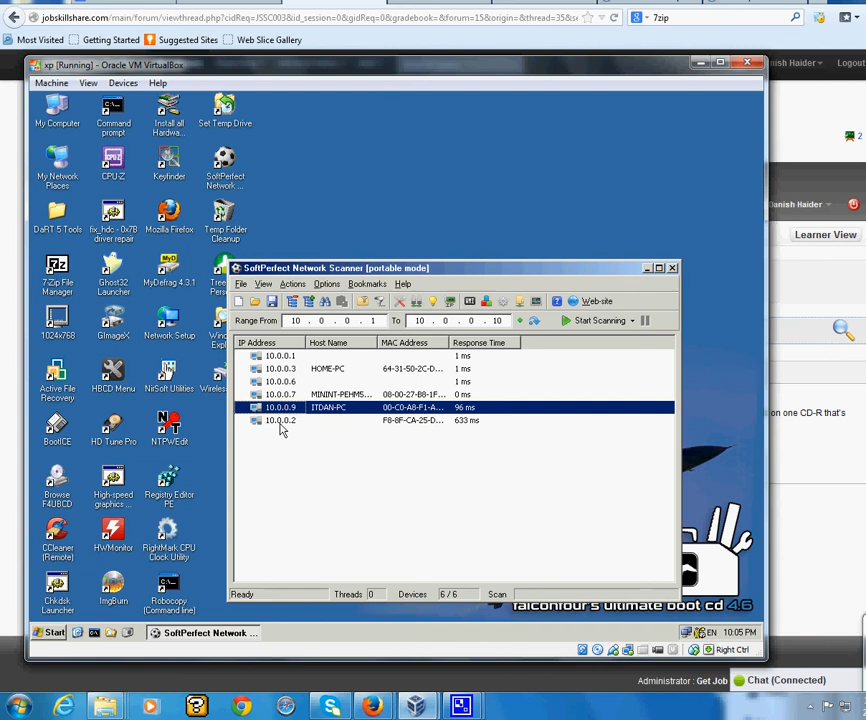 jobskillshare.com/main/forum/viewthread.php?cidReq=JSSC003&id_session=0&gidReq=0&gradebook=&forum=15&origin=&thread=35&s
7zip
Most Visited
Getting Started
Suggested Sites
Web Slice Gallery
xp [Running] - Oracle VM VirtualBox
nish Haider
Logout
Machine View Devices Help
2
My Computer
Command prompt
Install all Hardwa...
Set Temp Drive
My Network Places
CPU-Z
Keyfinder
SoftPerfect Network ...
Danish Haider
Learner View
DaRT 5 Tools
fix_hdc - 0x7B driver repair
Mozilla Firefox
Temp Folder Cleanup
7-Zip File Manager
Ghost32 Launcher
MyDefrag 4.3.1
Tree
Per
1024x768
GImageX
Network Setup
Win
Expl
Active File Recovery
HBCD Menu
NirSoft Utilities
Wireles
BootICE
HD Tune Pro
NTPWEdit
Browse F4UBCD
High-speed graphics ...
Registry Editor PE
CCleaner (Remote)
HWMonitor
RightMark CPU Clock Utility
Chkdsk Launcher
ImgBurn
Robocopy (Command line)
SoftPerfect Network Scanner [portable mode]
File View Actions Options Bookmarks Help
Web-site
Range From 10 . 0 . 0 . 1 To 10 . 0 . 0 . 10 Start Scanning
IP Address Host Name MAC Address Response Time
10.0.0.1 1 ms
10.0.0.3 HOME-PC 64-31-50-2C-D... 1 ms
10.0.0.6 1 ms
10.0.0.7 MININT-PEHM5... 08-00-27-B8-1F... 0 ms
10.0.0.9 ITDAN-PC 00-C0-A8-F1-A... 96 ms
10.0.0.2 F8-8F-CA-25-D... 633 ms
on one CD-R that's
Ready Threads 0 Devices 6 / 6 Scan
falconfour's ultimate boot cd 4.6
Start
SoftPerfect Network ...
EN 10:05 PM
Right Ctrl
Administrator : Get Job
Chat (Connected)